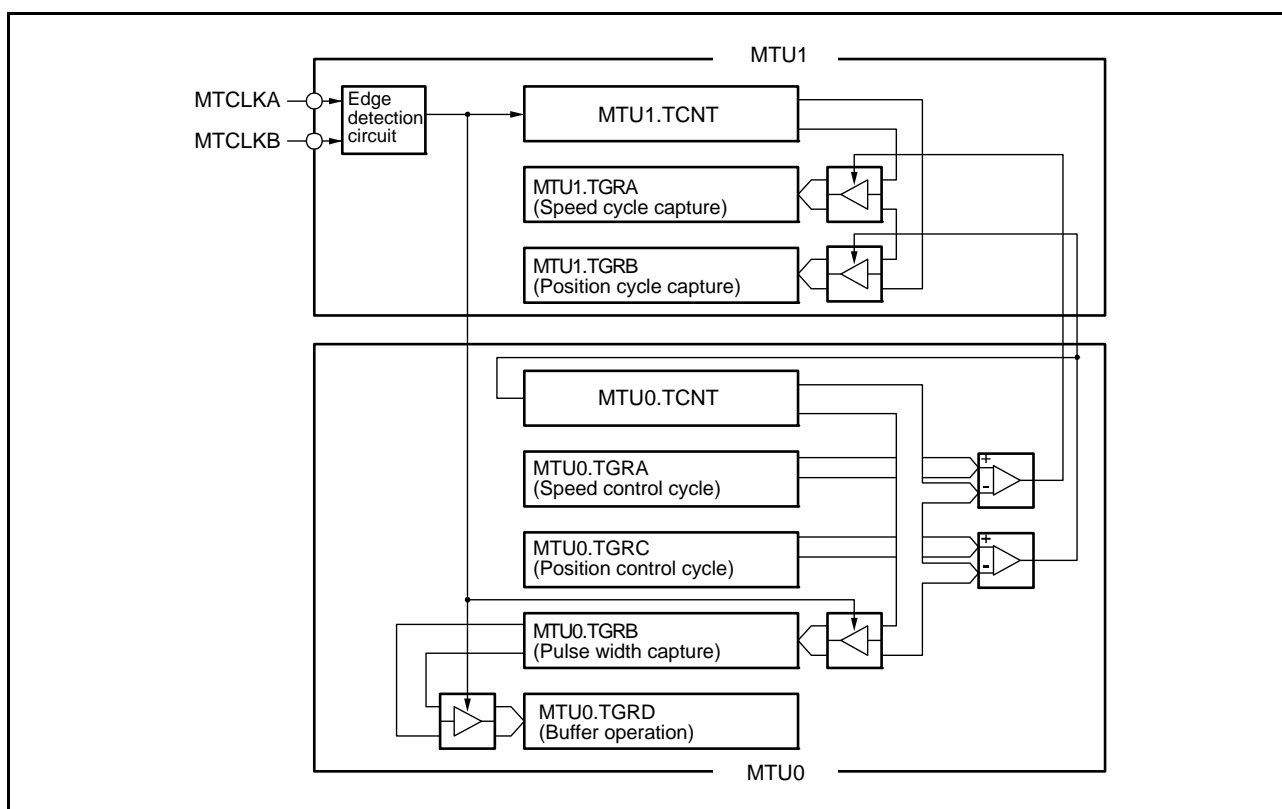 MTU1
MTCLKA
MTCLKB
Edge
detection
circuit
MTU1.TCNT
MTU1.TGRA
(Speed cycle capture)
MTU1.TGRB
(Position cycle capture)
MTU0.TCNT
MTU0.TGRA
(Speed control cycle)
+
-
MTU0.TGRC
(Position control cycle)
+
-
MTU0.TGRB
(Pulse width capture)
MTU0.TGRD
(Buffer operation)
MTU0